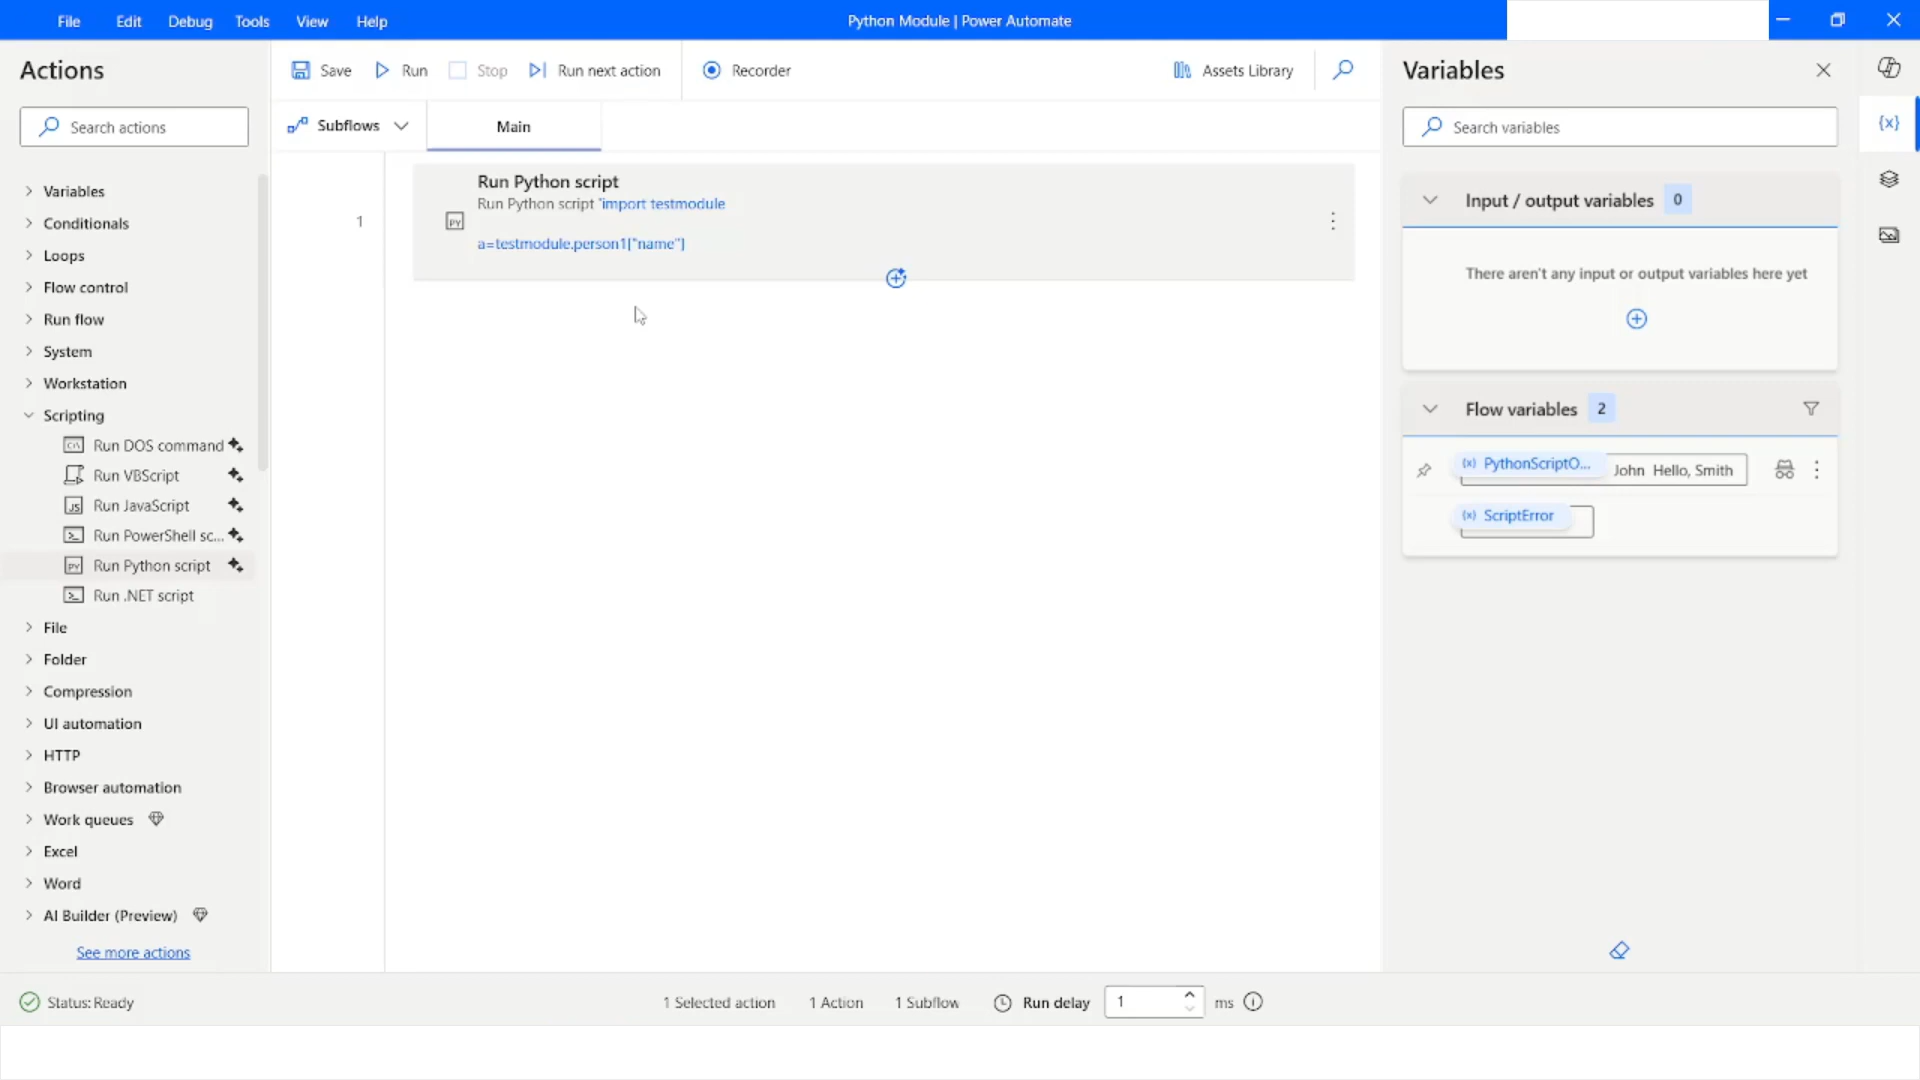 File Edit Debug Tools View Help
Python Module | Power Automate
Actions
Search actions
Variables
Conditionals
Loops
Flow control
Run flow
System
Workstation
Scripting
Run DOS command
Run VBScript
Run JavaScript
Run PowerShell sc...
Run Python script
Run .NET script
File
Folder
Compression
UI automation
HTTP
Browser automation
Work queues
Excel
Word
AI Builder (Preview)
See more actions
Save Run Stop Run next action Recorder
Assets Library
Subflows Main
1
Run Python script
Run Python script 'import testmodule
a=testmodule.person1["name"]
Variables
Search variables
Input / output variables 0
There aren't any input or output variables here yet
Flow variables 2
PythonScriptO... John Hello, Smith
ScriptError
Status: Ready
1 Selected action 1 Action 1 Subflow Run delay 1 ms